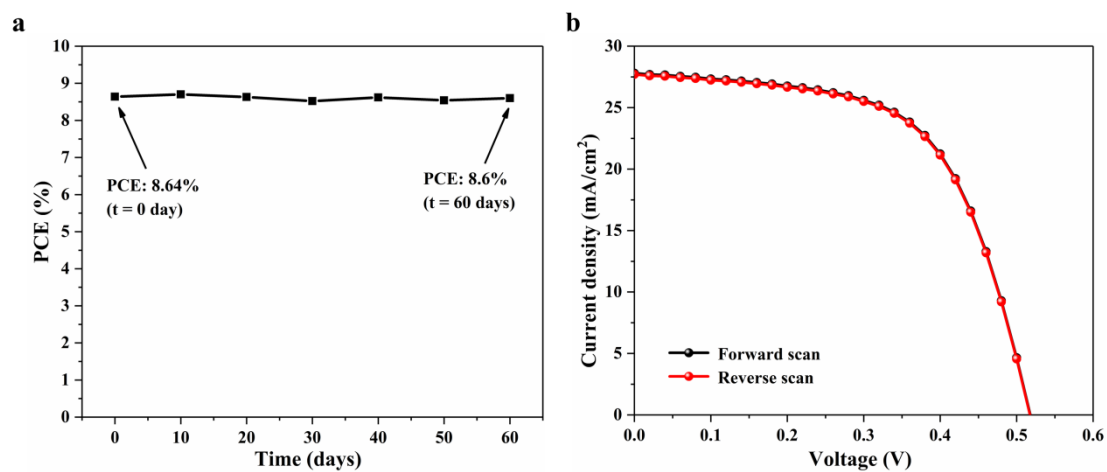 a
10
9
8
7
6
5
4
3
2
1
0
PCE (%)
PCE: 8.64%
(t = 0 day)
PCE: 8.6%
(t = 60 days)
0 10 20 30 40 50 60
Time (days)
b
30
25
20
15
10
5
0
Current density (mA/cm²)
Forward scan
Reverse scan
0.0 0.1 0.2 0.3 0.4 0.5 0.6
Voltage (V)